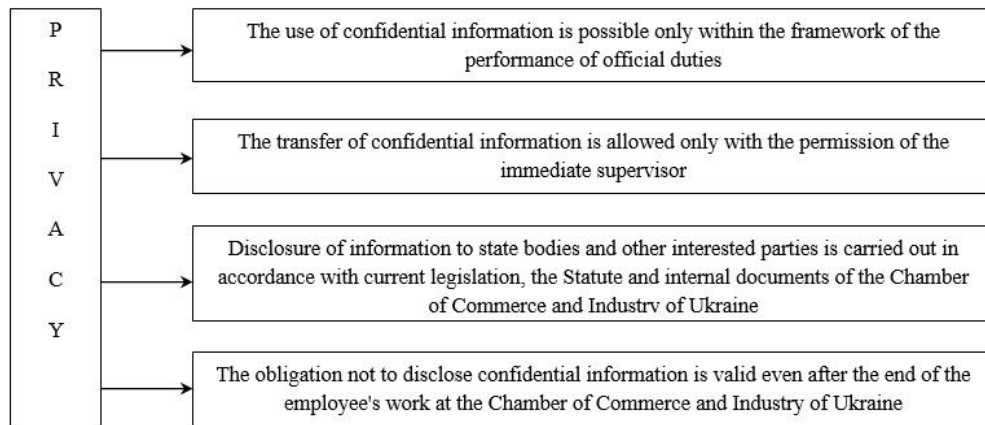 P
R
I
V
A
C
Y
The use of confidential information is possible only within the framework of the
performance of official duties
The transfer of confidential information is allowed only with the permission of the
immediate supervisor
Disclosure of information to state bodies and other interested parties is carried out in
accordance with current legislation, the Statute and internal documents of the Chamber
of Commerce and Industry of Ukraine
The obligation not to disclose confidential information is valid even after the end of the
employee's work at the Chamber of Commerce and Industry of Ukraine